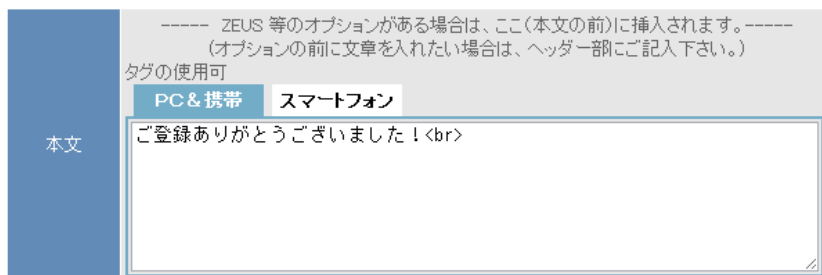 ----- ZEUS 等のオプションがある場合は、ここ(本文の前)に挿入されます。-----
(オプションの前に文章を入れたい場合は、ヘッダー部にご記入下さい。)
タグの使用可
PC&携帯 スマートフォン
本文
ご登録ありがとうございました!<br>